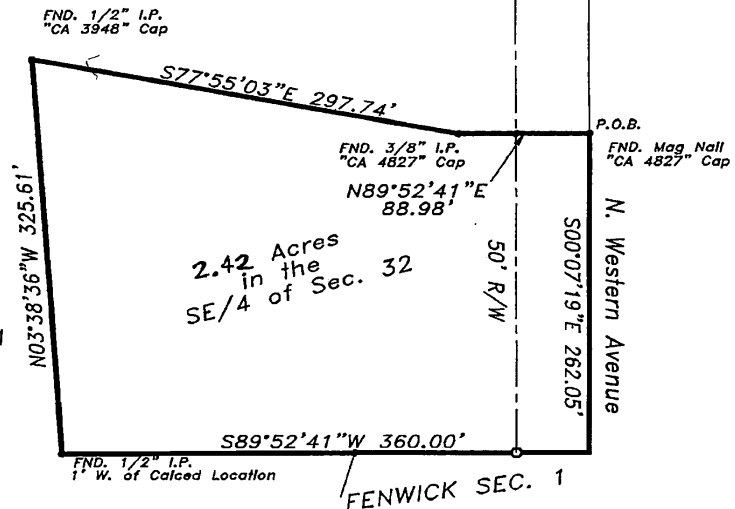 FND. 1/2" I.P.
"CA 3948" Cap
S77°55'03"E 297.74'
P.O.B.
FND. 3/8" I.P.
"CA 4827" Cap
FND. Mag Nail
"CA 4827" Cap
N89°52'41"E
88.98'
N03°38'36"W 325.61'
2.42 Acres
in the
SE/4 of Sec. 32
50' R/W
S00°07'19"E 262.05'
N. Western Avenue
S89°52'41"W 360.00'
FND. 1/2" I.P.
1' W. of Calced Location
FENWICK SEC. 1